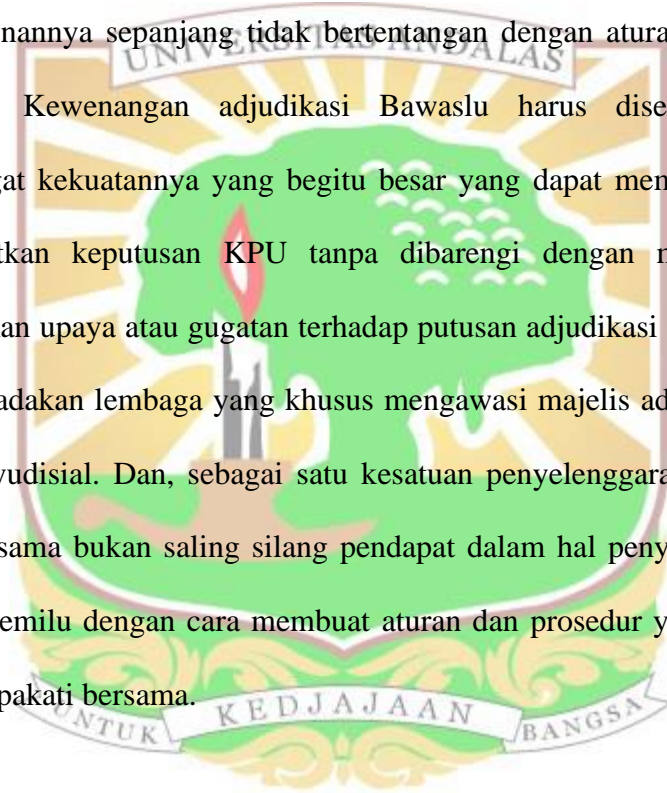 nannya sepanjang tidak bertentangan dengan atura
UNIVERSITAS ANDALAS
Kewenangan adjudikasi Bawaslu harus dise
gat kekuatannya yang begitu besar yang dapat men
tkan keputusan KPU tanpa dibarengi dengan
kan upaya atau gugatan terhadap putusan adjudikasi
adakan lembaga yang khusus mengawasi majelis ad
yudisial. Dan, sebagai satu kesatuan penyelenggara
sama bukan saling silang pendapat dalam hal peny
emilu dengan cara membuat aturan dan prosedur y
pakati bersama.
UNTUK KEDJAJAAN BANGSA